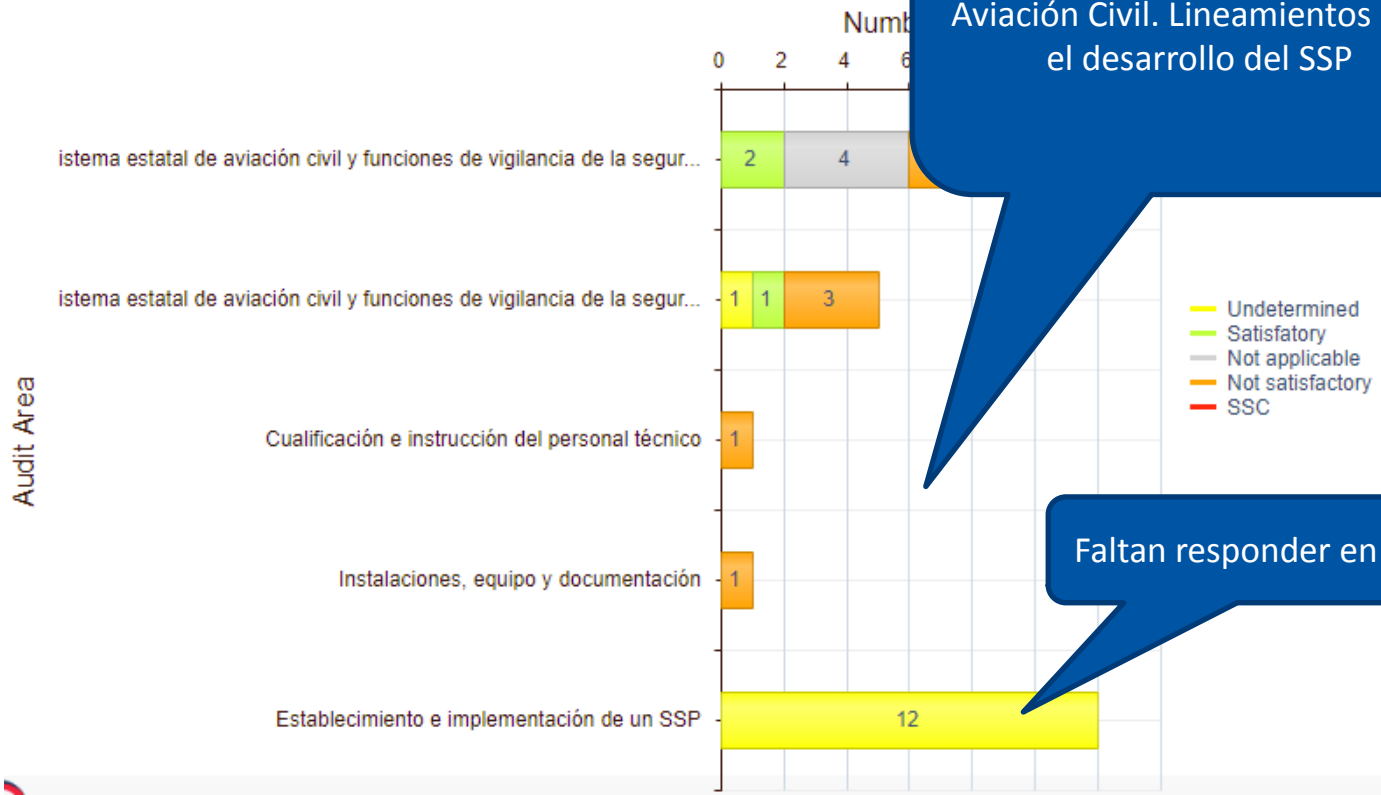 Aviación Civil. Lineamientos
el desarrollo del SSP
0 2 4 6
istema estatal de aviación civil y funciones de vigilancia de la segur... 2 4
istema estatal de aviación civil y funciones de vigilancia de la segur... 1 1 3
Undetermined
Satisfatory
Not applicable
Not satisfactory
SSC
Audit Area
Cualificación e instrucción del personal técnico 1
Faltan responder en
Instalaciones, equipo y documentación 1
Establecimiento e implementación de un SSP 12